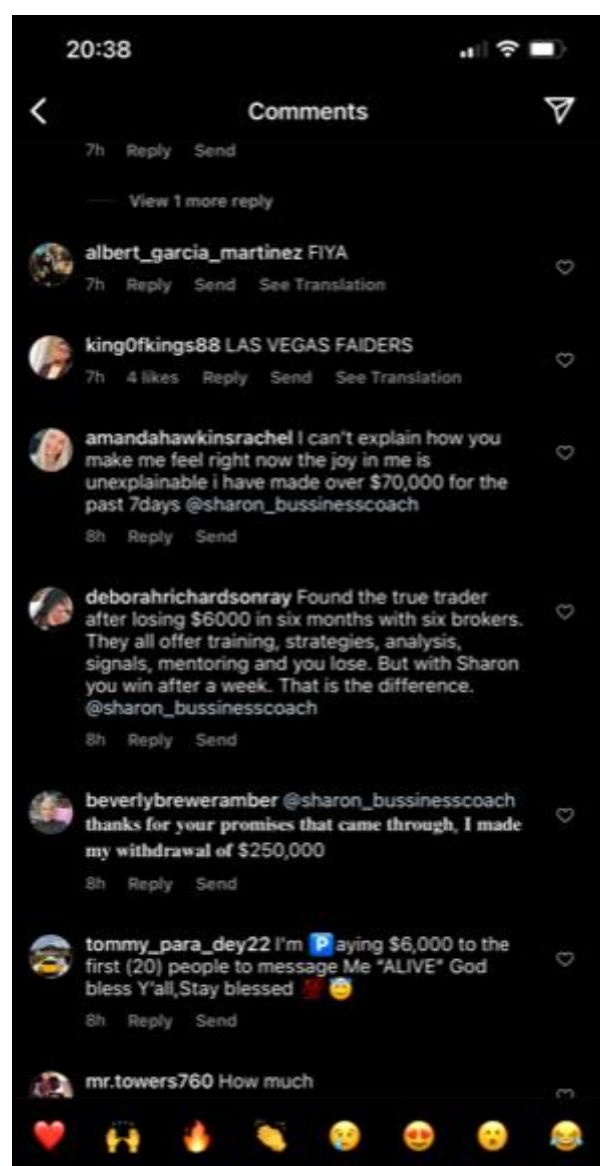 20:38
Comments
7h Reply Send
View 1 more reply
albert_garcia_martinez FIYA
7h Reply Send See Translation
king0fkings88 LAS VEGAS FAIDERS
7h 4 likes Reply Send See Translation
amandahawkinsrachel I can't explain how you
make me feel right now the joy in me is
unexplainable i have made over $70,000 for the
past 7days @sharon_bussinesscoach
8h Reply Send
deborahrichardsonray Found the true trader
after losing $6000 in six months with six brokers.
They all offer training, strategies, analysis,
signals, mentoring and you lose. But with Sharon
you win after a week. That is the difference.
@sharon_bussinesscoach
8h Reply Send
beverlybreweramber @sharon_bussinesscoach
thanks for your promises that came through, I made
my withdrawal of $250,000
8h Reply Send
tommy_para_dey22 I'm 🅿️aying $6,000 to the
first (20) people to message Me "ALIVE" God
bless Y'all,Stay blessed 💯😇
8h Reply Send
mr.towers760 How much